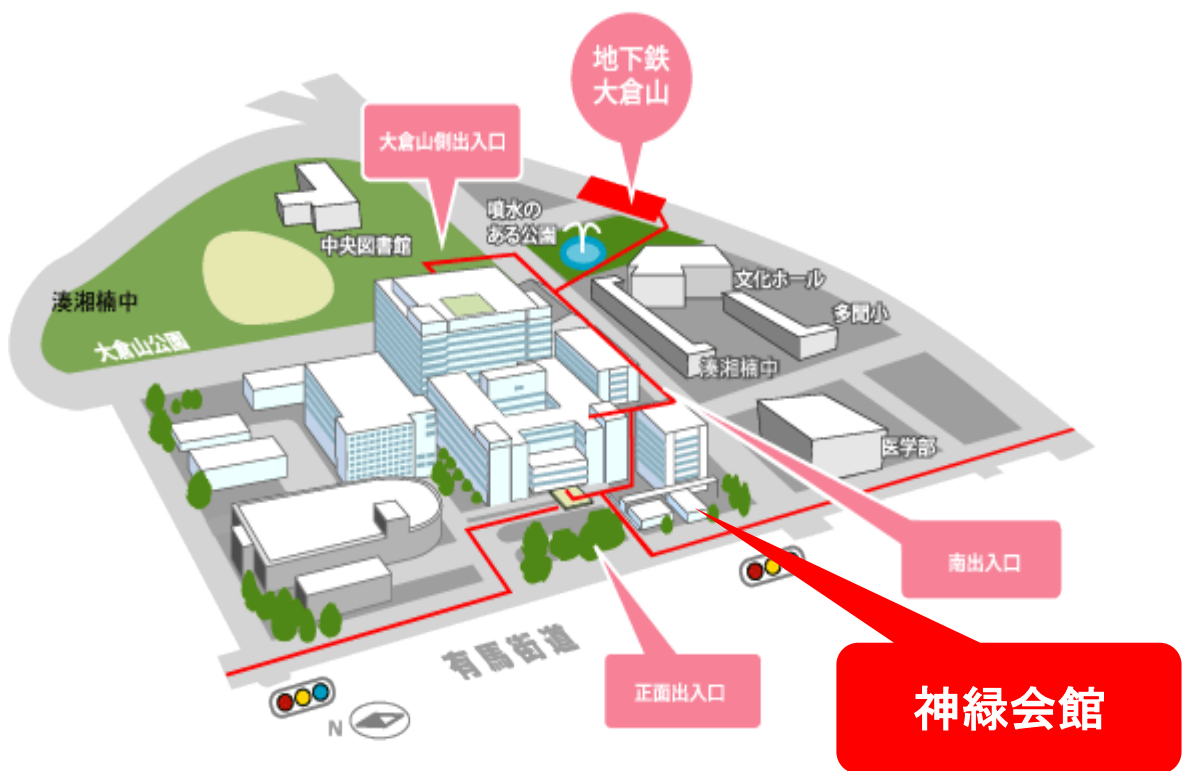 地下鉄
大倉山
大倉山側出入口
噴水の
ある公園
中央図書館
文化ホール
湊湘楠中
多聞小
大倉山公園
湊湘楠中
医学部
南出入口
有馬街道
正面出入口
神緑会館
N